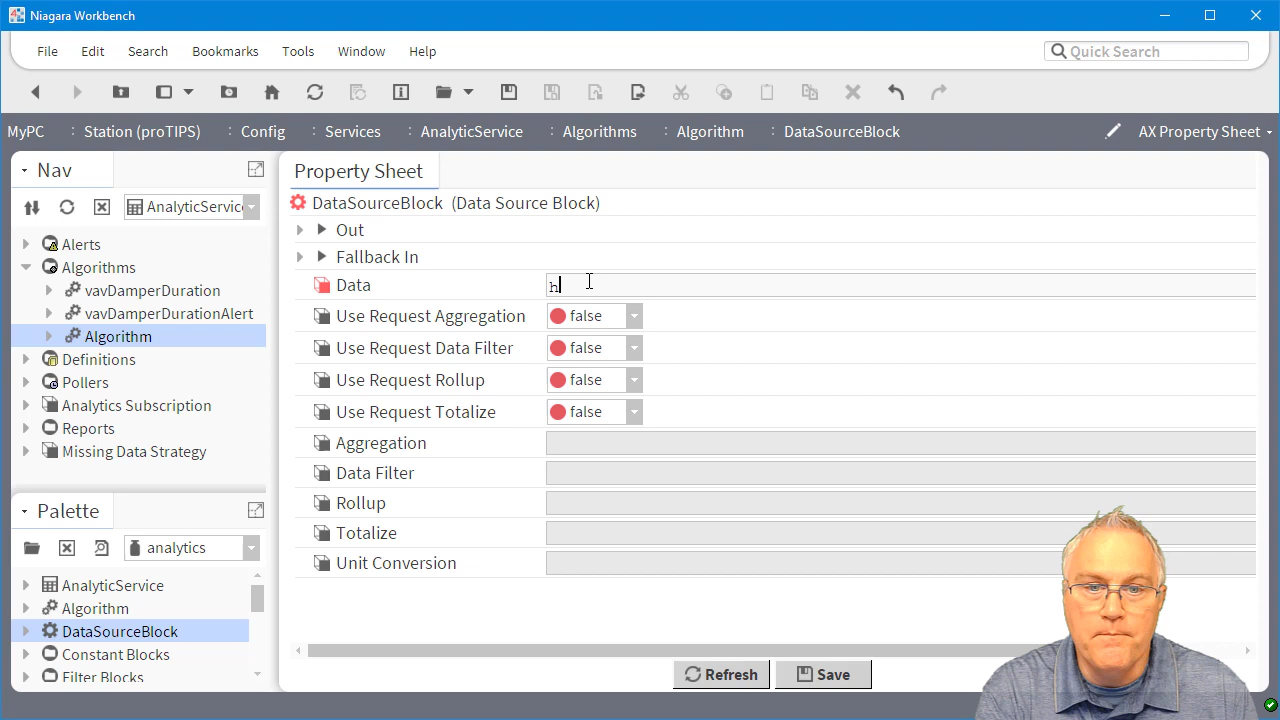 Niagara Workbench
File Edit Search Bookmarks Tools Window Help
Quick Search
MyPC : Station (proTIPS) : Config : Services : AnalyticService : Algorithms : Algorithm : DataSourceBlock
AX Property Sheet
Nav
AnalyticServic
Alerts
Algorithms
vavDamperDuration
vavDamperDurationAlert
Algorithm
Definitions
Pollers
Analytics Subscription
Reports
Missing Data Strategy
Palette
analytics
AnalyticService
Algorithm
DataSourceBlock
Constant Blocks
Filter Blocks
Property Sheet
DataSourceBlock (Data Source Block)
Out
Fallback In
Data h
Use Request Aggregation false
Use Request Data Filter false
Use Request Rollup false
Use Request Totalize false
Aggregation
Data Filter
Rollup
Totalize
Unit Conversion
Refresh Save